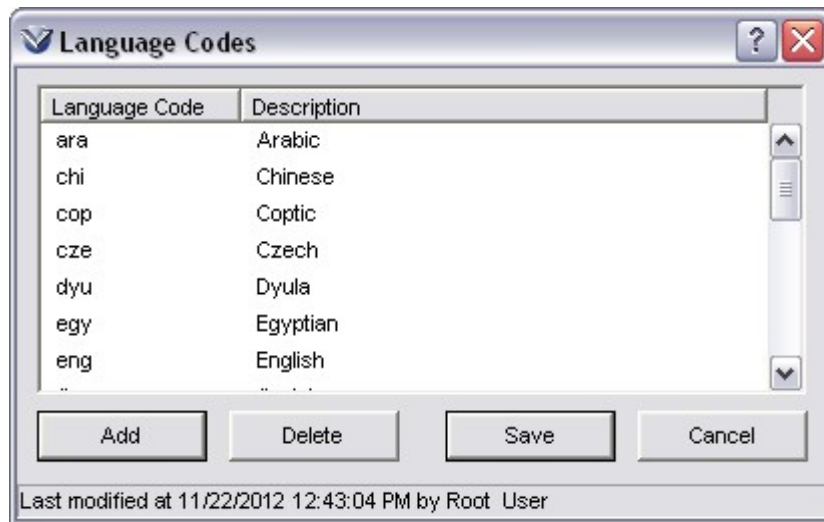 Language Codes
Language Code Description
ara Arabic
chi Chinese
cop Coptic
cze Czech
dyu Dyula
egy Egyptian
eng English
Add Delete Save Cancel
Last modified at 11/22/2012 12:43:04 PM by Root User